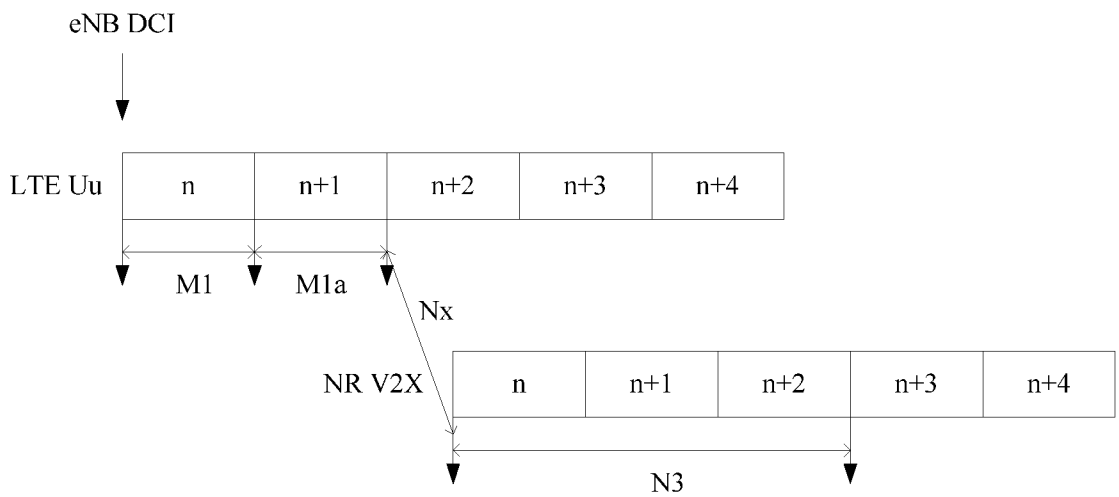 eNB DCI
LTE Uu n n+1 n+2 n+3 n+4
M1 M1a
Nx
NR V2X n n+1 n+2 n+3 n+4
N3